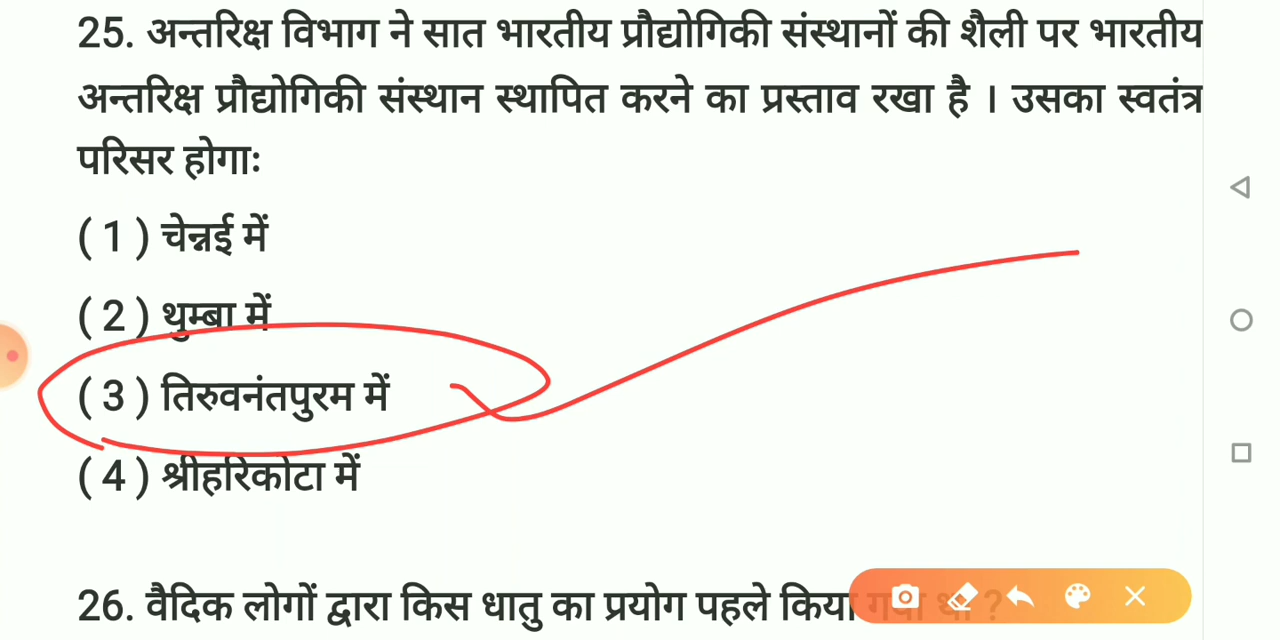 25. अन्तरिक्ष विभाग ने सात भारतीय प्रौद्योगिकी संस्थानों की शैली पर भारतीय
अन्तरिक्ष प्रौद्योगिकी संस्थान स्थापित करने का प्रस्ताव रखा है । उसका स्वतंत्र
परिसर होगाः
( 1 ) चेन्नई में
( 2 ) थुम्बा में
( 3 ) तिरुवनंतपुरम में
( 4 ) श्रीहरिकोटा में
26. वैदिक लोगों द्वारा किस धातु का प्रयोग पहले किया गया था ?